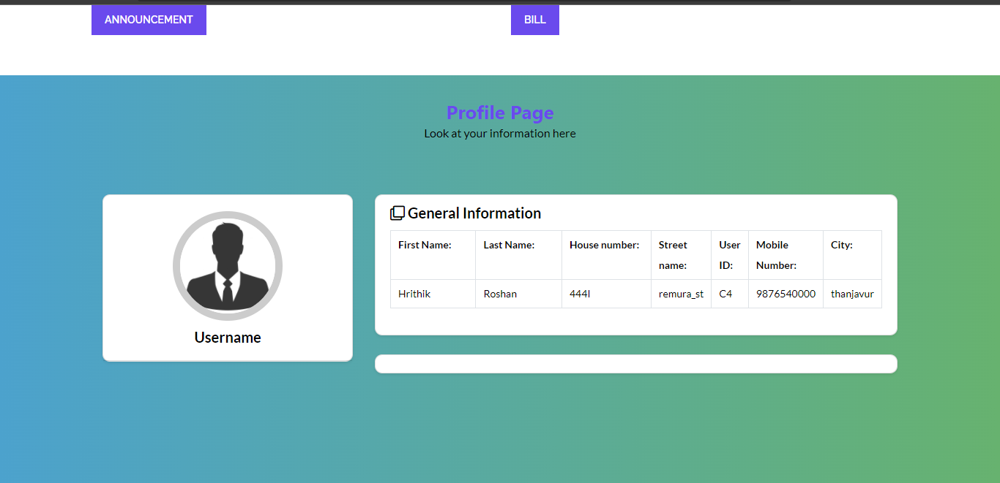 ANNOUNCEMENT BILL
Profile Page
Look at your information here
Username
General Information
First Name: Last Name: House number: Street name: User ID: Mobile Number: City:
Hrithik Roshan 444I remura_st C4 9876540000 thanjavur